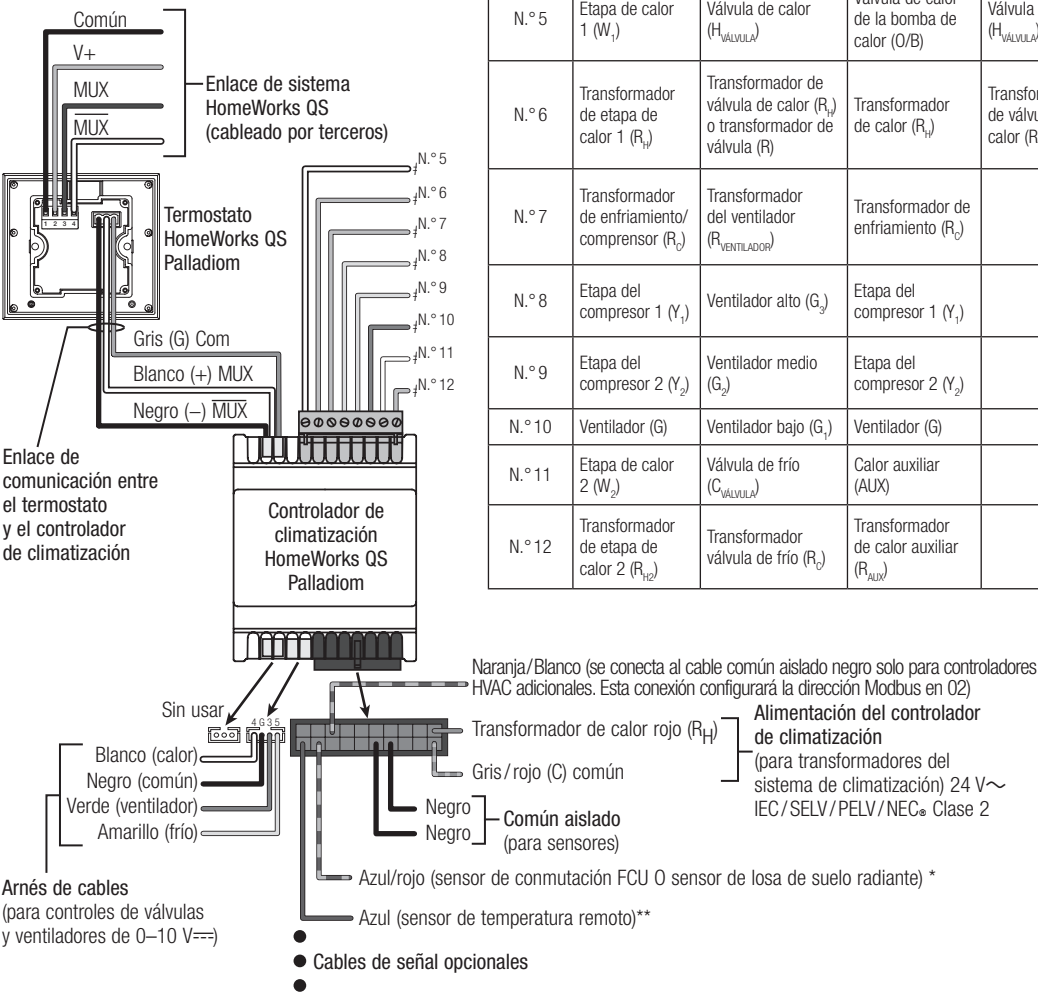 Común
V+
MUX
MUX
Enlace de sistema
HomeWorks QS
(cableado por terceros)
1 2 3 4
Termostato
HomeWorks QS
Palladiom
Gris (G) Com
Blanco (+) MUX
Negro (–) MUX
Enlace de
comunicación entre
el termostato
y el controlador
de climatización
N.° 5
N.° 6
N.° 7
N.° 8
N.° 9
N.° 10
N.° 11
N.° 12
Controlador de
climatización
HomeWorks QS
Palladiom
N.° 5
Etapa de calor
1 (W1)
Válvula de calor
(HVÁLVULA)
de la bomba de
calor (O/B)
Válvula
(HVÁLVULA)
N.° 6
Transformador
de etapa de
calor 1 (RH)
Transformador de
válvula de calor (RH)
o transformador de
válvula (R)
Transformador
de calor (RH)
de válvu
calor (R
N.° 7
Transformador
de enfriamiento/
comprensor (RC)
Transformador
del ventilador
(RVENTILADOR)
Transformador de
enfriamiento (RC)
N.° 8
Etapa del
compresor 1 (Y1)
Ventilador alto (G3)
Etapa del
compresor 1 (Y1)
N.° 9
Etapa del
compresor 2 (Y2)
Ventilador medio
(G2)
Etapa del
compresor 2 (Y2)
N.° 10
Ventilador (G)
Ventilador bajo (G1)
Ventilador (G)
N.° 11
Etapa de calor
2 (W2)
Válvula de frío
(CVÁLVULA)
Calor auxiliar
(AUX)
N.° 12
Transformador
de etapa de
calor 2 (RH2)
Transformador
válvula de frío (RC)
Transformador
de calor auxiliar
(RAUX)
Naranja/Blanco (se conecta al cable común aislado negro solo para controladores
HVAC adicionales. Esta conexión configurará la dirección Modbus en 02)
Sin usar
4 G 3 5
Blanco (calor)
Negro (común)
Verde (ventilador)
Amarillo (frío)
Arnés de cables
(para controles de válvulas
y ventiladores de 0–10 V⎓)
Transformador de calor rojo (RH)
Gris/rojo (C) común
Alimentación del controlador
de climatización
(para transformadores del
sistema de climatización) 24 V~
IEC/SELV/PELV/NEC® Clase 2
Negro
Negro
Común aislado
(para sensores)
Azul/rojo (sensor de conmutación FCU O sensor de losa de suelo radiante) *
Azul (sensor de temperatura remoto)**
● 
● Cables de señal opcionales
●